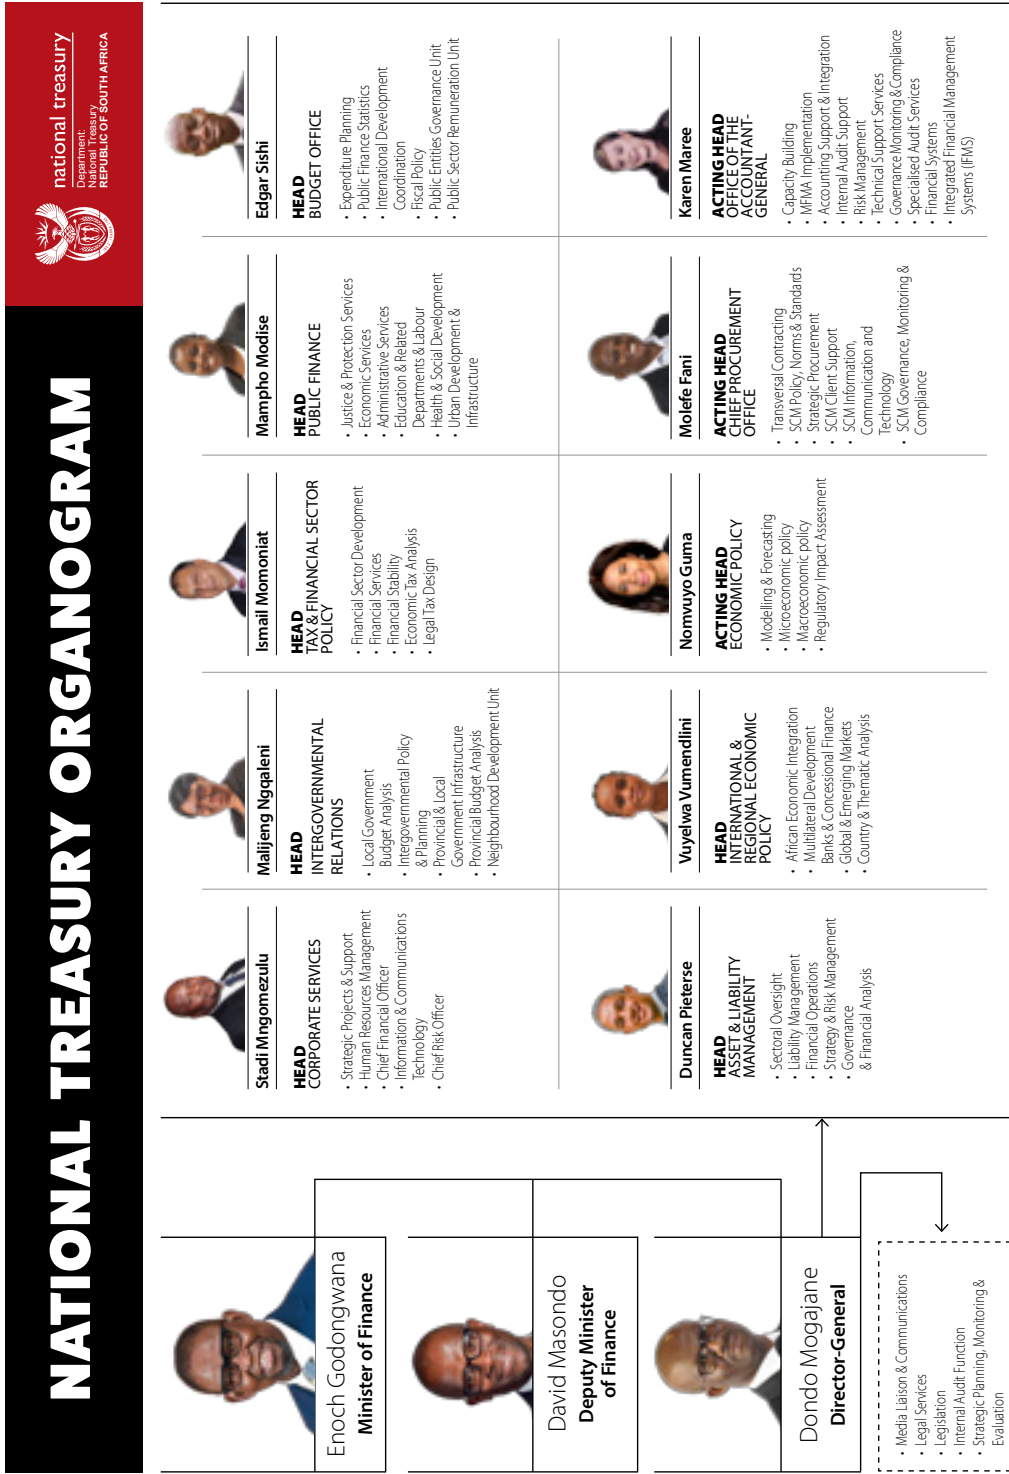 NATIONAL TREASURY ORGANOGRAM
national treasury
Department:
National Treasury
REPUBLIC OF SOUTH AFRICA
Enoch Godongwana
Minister of Finance
David Masondo
Deputy Minister
of Finance
Dondo Mogajane
Director-General
• Media Liaison & Communications
• Legal Services
• Legislation
• Internal Audit Function
• Strategic Planning, Monitoring &
Evaluation
Stadi Mngomezulu
HEAD
CORPORATE SERVICES
• Strategic Projects & Support
• Human Resources Management
• Chief Financial Officer
• Information & Communications
Technology
• Chief Risk Officer
Malijeng Ngqaleni
HEAD
INTERGOVERNMENTAL
RELATIONS
• Local Government
Budget Analysis
• Intergovernmental Policy
& Planning
• Provincial & Local
Government Infrastructure
• Provincial Budget Analysis
• Neighbourhood Development Unit
Ismail Momoniat
HEAD
TAX & FINANCIAL SECTOR
POLICY
• Financial Sector Development
• Financial Services
• Financial Stability
• Economic Tax Analysis
• Legal Tax Design
Mampho Modise
HEAD
PUBLIC FINANCE
• Justice & Protection Services
• Economic Services
• Administrative Services
• Education & Related
Departments & Labour
• Health & Social Development
• Urban Development &
Infrastructure
Edgar Sishi
HEAD
BUDGET OFFICE
• Expenditure Planning
• Public Finance Statistics
• International Development
Coordination
• Fiscal Policy
• Public Entities Governance Unit
• Public Sector Remuneration Unit
Duncan Pieterse
HEAD
ASSET & LIABILITY
MANAGEMENT
• Sectoral Oversight
• Liability Management
• Financial Operations
• Strategy & Risk Management
• Governance
& Financial Analysis
Vuyelwa Vumendlini
HEAD
INTERNATIONAL &
REGIONAL ECONOMIC
POLICY
• African Economic Integration
• Multilateral Development
Banks & Concessional Finance
• Global & Emerging Markets
• Country & Thematic Analysis
Nomvuyo Guma
ACTING HEAD
ECONOMIC POLICY
• Modelling & Forecasting
• Microeconomic policy
• Macroeconomic policy
• Regulatory Impact Assessment
Molefe Fani
ACTING HEAD
CHIEF PROCUREMENT
OFFICE
• Transversal Contracting
• SCM Policy, Norms & Standards
• Strategic Procurement
• SCM Client Support
• SCM Information,
Communication and
Technology
• SCM Governance, Monitoring &
Compliance
Karen Maree
ACTING HEAD
OFFICE OF THE
ACCOUNTANT-
GENERAL
• Capacity Building
• MFMA Implementation
• Accounting Support & Integration
• Internal Audit Support
• Risk Management
• Technical Support Services
• Governance Monitoring & Compliance
• Specialised Audit Services
• Financial Systems
• Integrated Financial Management
Systems (IFMS)